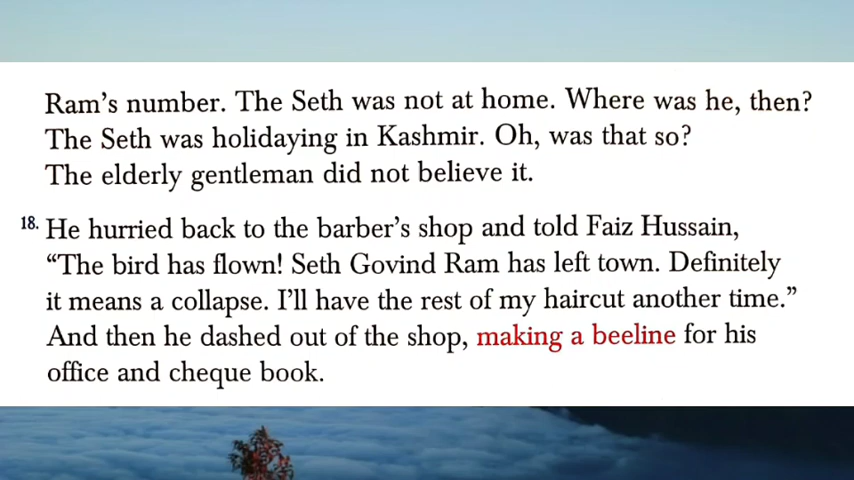 Ram's number. The Seth was not at home. Where was he, then?
The Seth was holidaying in Kashmir. Oh, was that so?
The elderly gentleman did not believe it.
18. He hurried back to the barber's shop and told Faiz Hussain,
“The bird has flown! Seth Govind Ram has left town. Definitely
it means a collapse. I'll have the rest of my haircut another time.”
And then he dashed out of the shop, making a beeline for his
office and cheque book.